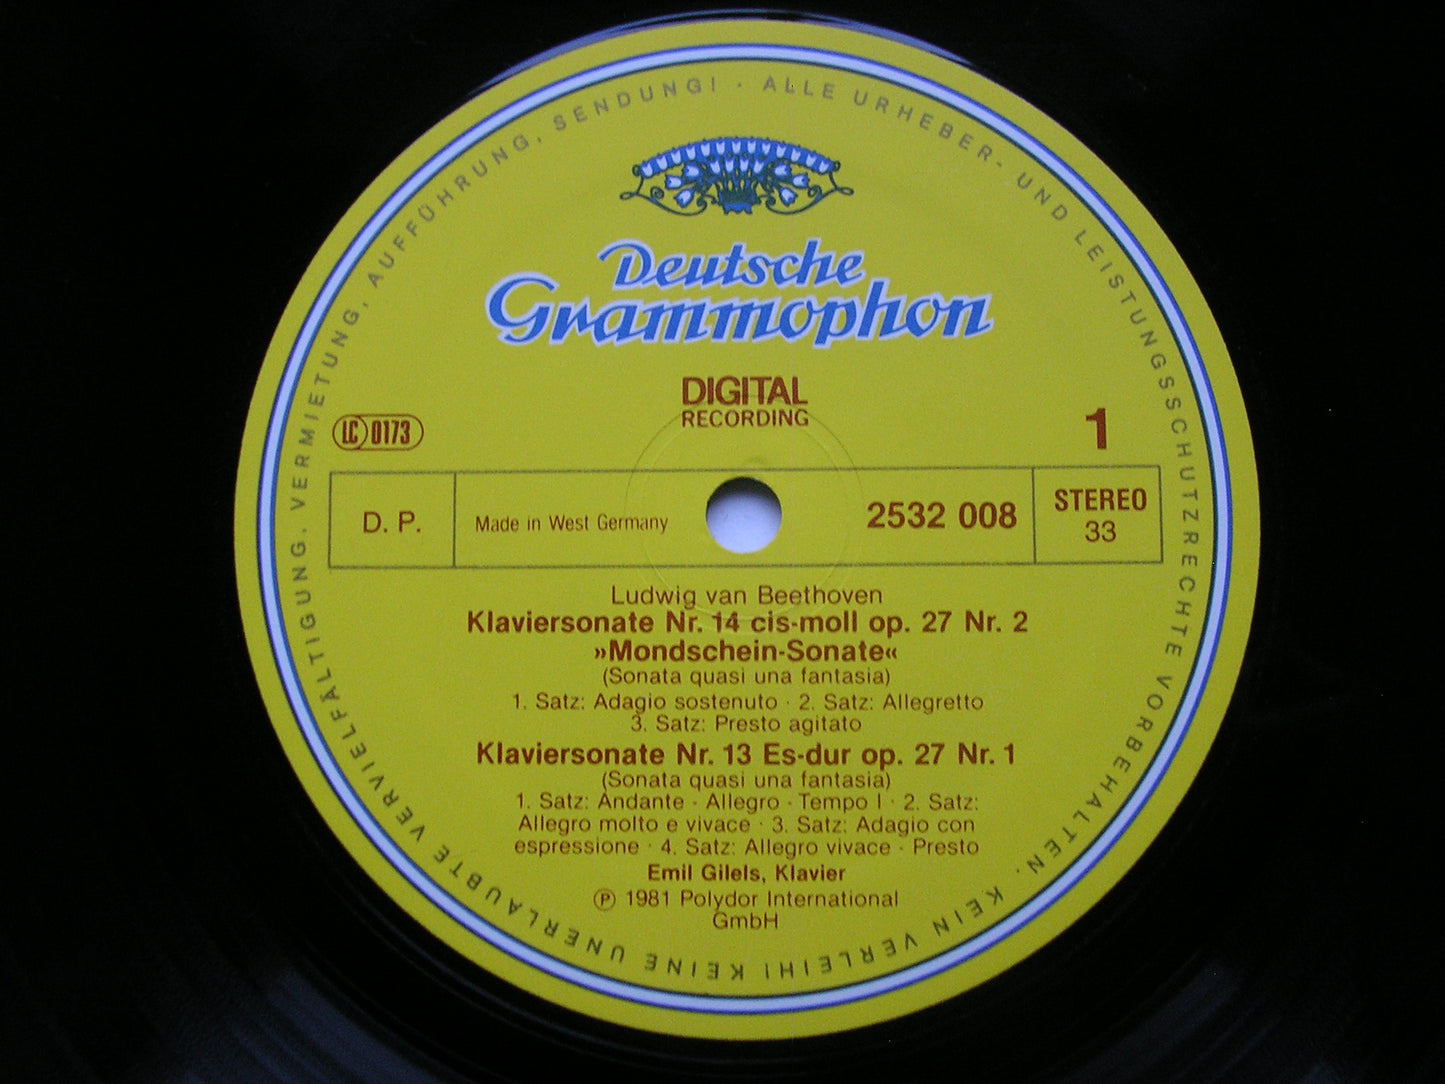 ALLE URHEBER- UND LEISTUNGSSCHUTZRECHTE VORBEHALTEN · KEIN VERLEIH! KEINE UNERLAUBTE VERVIELFÄLTIGUNG, VERMIETUNG, AUFFÜHRUNG, SENDUNG! ·
Deutsche
Grammophon
DIGITAL
RECORDING
LC 0173
1
D. P.
Made in West Germany
2532 008
STEREO
33
Ludwig van Beethoven
Klaviersonate Nr. 14 cis-moll op. 27 Nr. 2
»Mondschein-Sonate«
(Sonata quasi una fantasia)
1. Satz: Adagio sostenuto · 2. Satz: Allegretto
3. Satz: Presto agitato
Klaviersonate Nr. 13 Es-dur op. 27 Nr. 1
(Sonata quasi una fantasia)
1. Satz: Andante - Allegro - Tempo I · 2. Satz:
Allegro molto e vivace · 3. Satz: Adagio con
espressione · 4. Satz: Allegro vivace - Presto
Emil Gilels, Klavier
Ⓟ 1981 Polydor International
GmbH